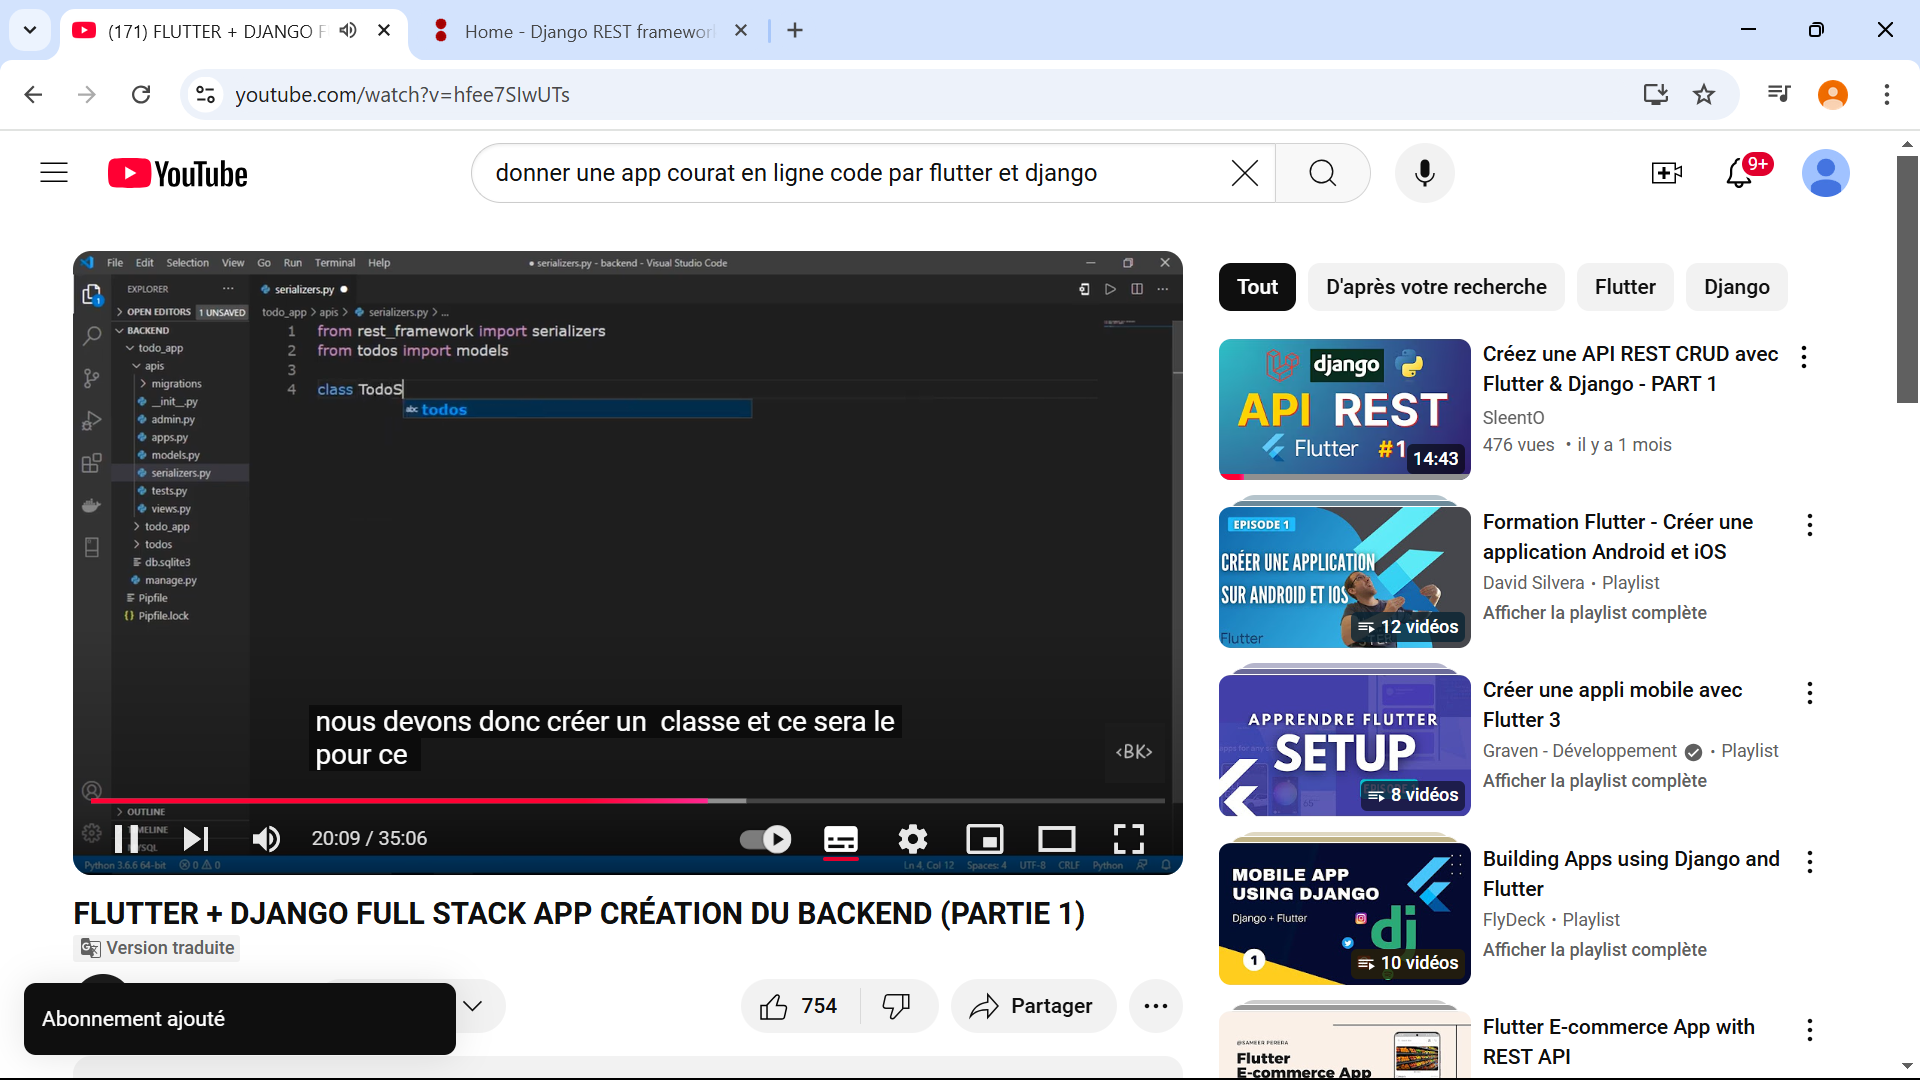 (171) FLUTTER + DJANGO F
Home - Django REST framewor
youtube.com/watch?v=hfee7SlwUTs
YouTube
donner une app courat en ligne code par flutter et django
9+
File Edit Selection View Go Run Terminal Help
● serializers.py - backend - Visual Studio Code
EXPLORER
serializers.py ●
OPEN EDITORS 1 UNSAVED
todo_app > apis > serializers.py > ...
BACKEND
todo_app
apis
migrations
__init__.py
admin.py
apps.py
models.py
serializers.py
tests.py
views.py
todo_app
todos
db.sqlite3
manage.py
Pipfile
Pipfile.lock
1 from rest_framework import serializers
2 from todos import models
3
4 class TodoS
abc todos
nous devons donc créer un  classe et ce sera le
pour ce
<BK>
OUTLINE
20:09 / 35:06
Python 3.6.6 64-bit 0 0
Ln 4, Col 12 Spaces: 4 UTF-8 CRLF Python
FLUTTER + DJANGO FULL STACK APP CRÉATION DU BACKEND (PARTIE 1)
Version traduite
Abonnement ajouté
754
Partager
Tout
D'après votre recherche
Flutter
Django
django
API REST
Flutter #1
14:43
Créez une API REST CRUD avec
Flutter & Django - PART 1
SleentO
476 vues • il y a 1 mois
EPISODE 1
CRÉER UNE APPLICATION
SUR ANDROID ET IOS
Flutter
12 vidéos
Formation Flutter - Créer une
application Android et iOS
David Silvera • Playlist
Afficher la playlist complète
APPRENDRE FLUTTER
SETUP
8 vidéos
Créer une appli mobile avec
Flutter 3
Graven - Développement • Playlist
Afficher la playlist complète
MOBILE APP
USING DJANGO
Django + Flutter
dj
1
10 vidéos
Building Apps using Django and
Flutter
FlyDeck • Playlist
Afficher la playlist complète
@SAMEER PERERA
Flutter
E-commerce App
Flutter E-commerce App with
REST API